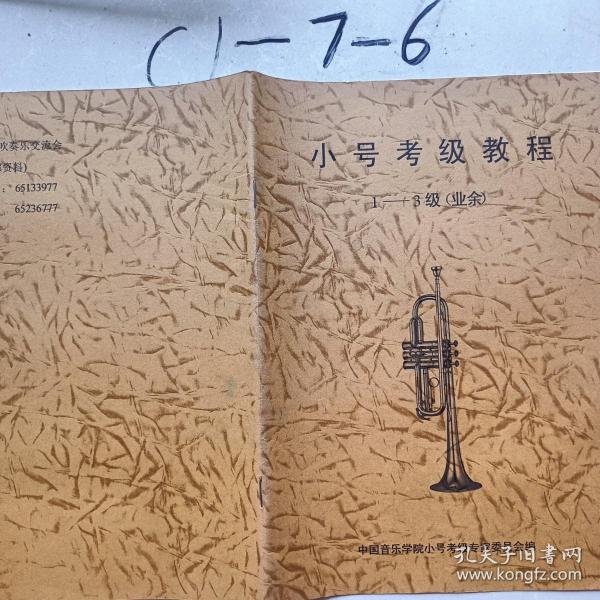 C1-7-6
吹奏乐交流会
资料)
: 65133977
65236777
小号考级教程
1—3级(业余)
中国音乐学院小号考级专家委员会编
孔夫子旧书网
www.kongfz.com